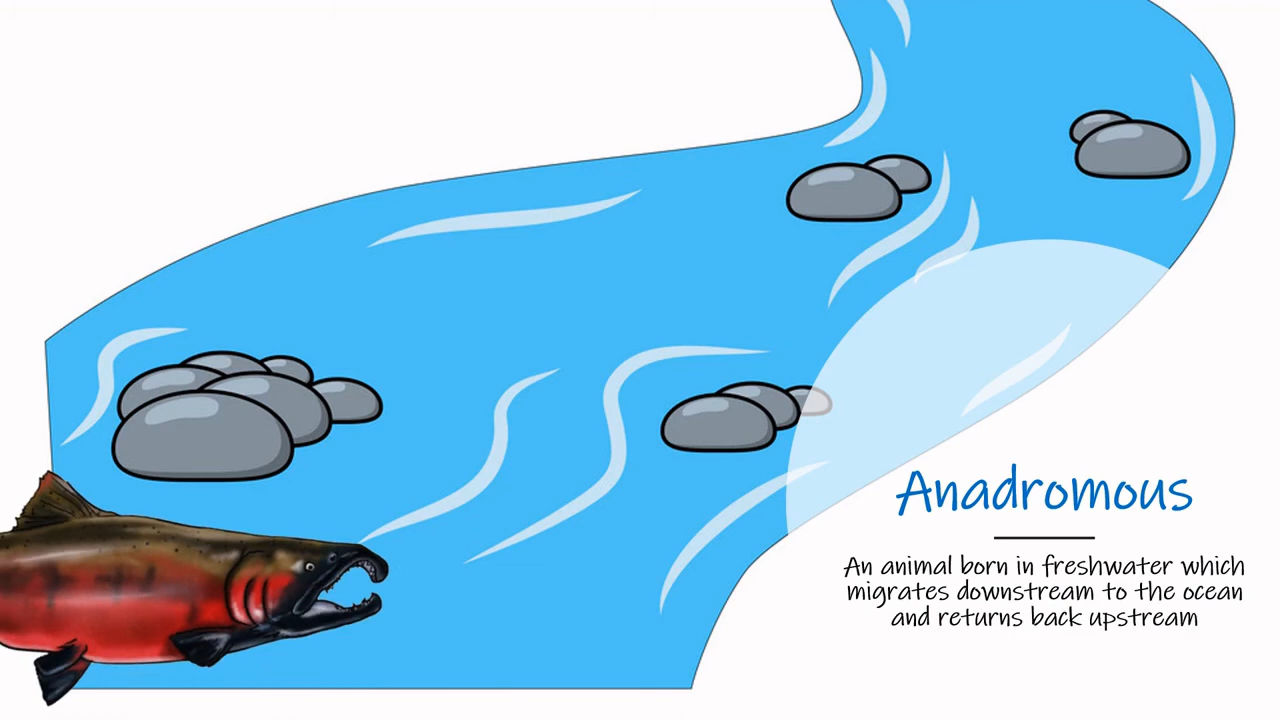 Anadromous
An animal born in freshwater which
migrates downstream to the ocean
and returns back upstream